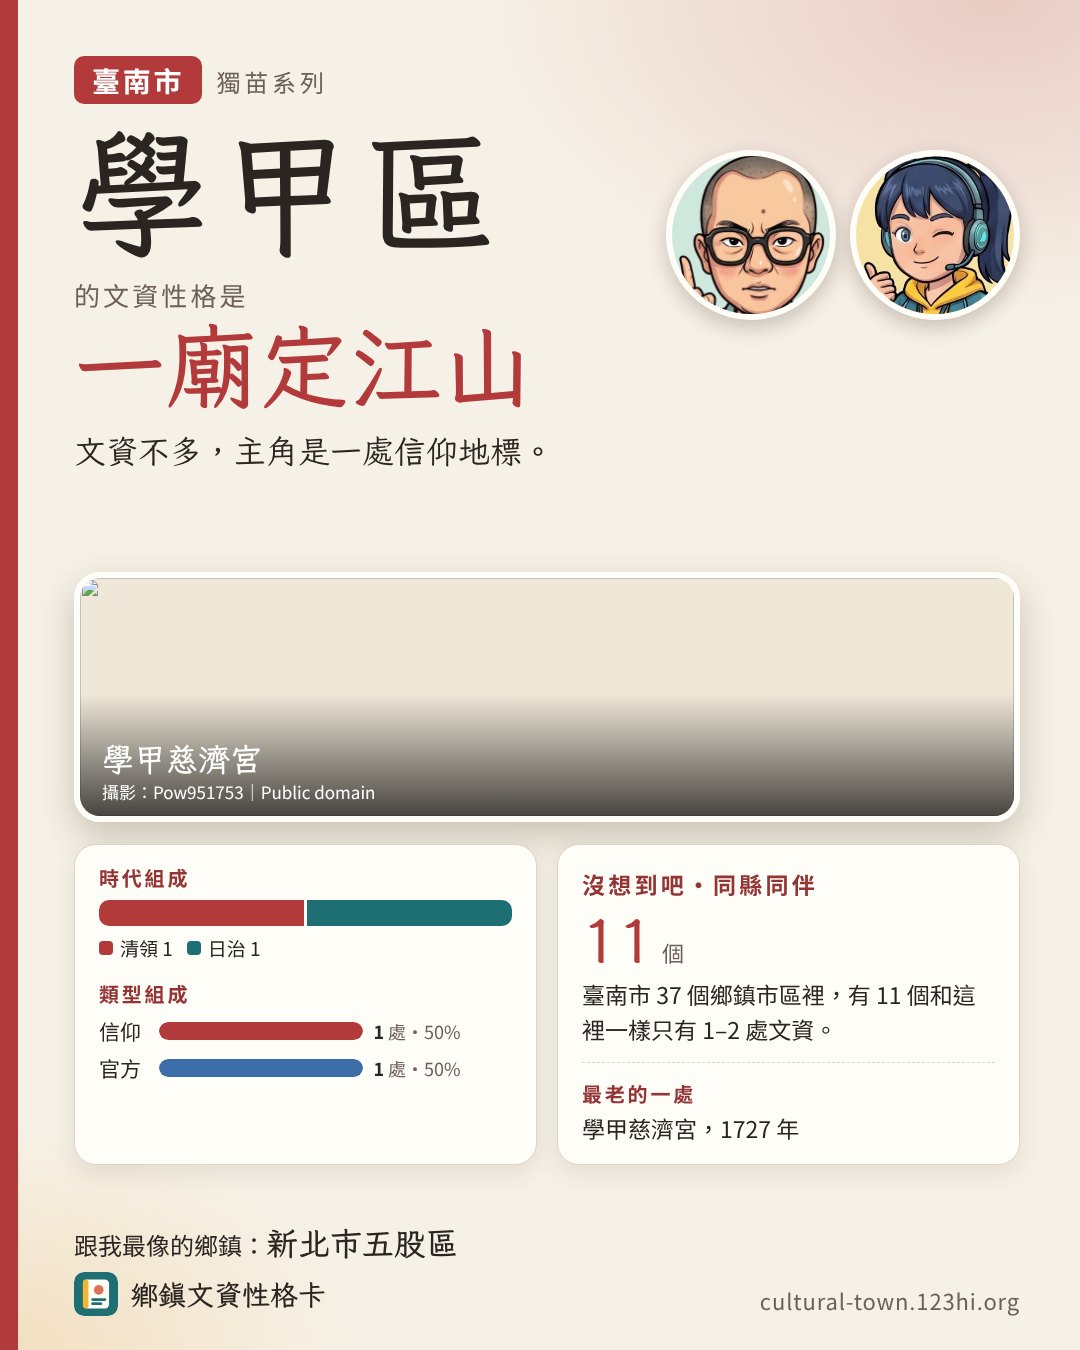 臺南市 獨苗系列
學甲區
的文資性格是
一廟定江山
文資不多，主角是一處信仰地標。
學甲慈濟宮
攝影：Pow951753｜Public domain
時代組成
清領 1 日治 1
類型組成
信仰 1 處・50%
官方 1 處・50%
沒想到吧・同縣同伴
11 個
臺南市 37 個鄉鎮市區裡，有 11 個和這
裡一樣只有 1–2 處文資。
最老的一處
學甲慈濟宮，1727 年
跟我最像的鄉鎮：新北市五股區
鄉鎮文資性格卡
cultural-town.123hi.org